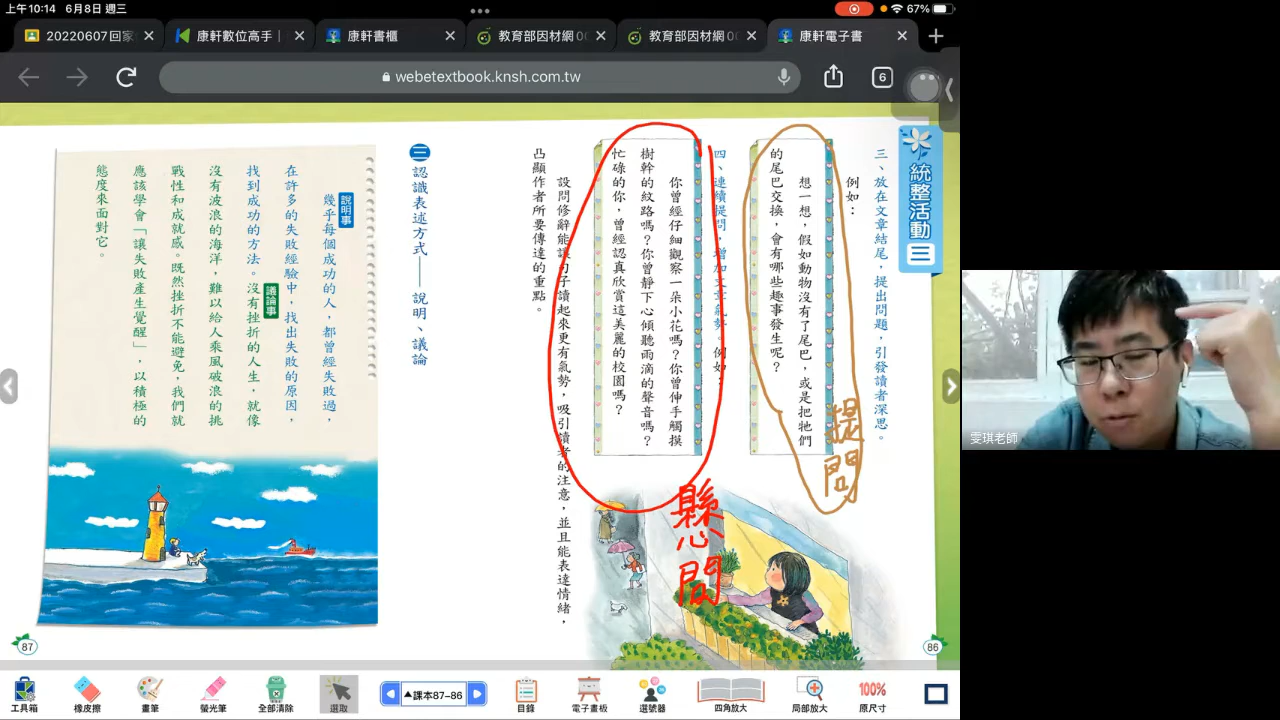 上午10:14 6月8日 週三
67%
20220607回家
康軒數位高手
康軒書櫃
教育部因材網 00
教育部因材網 00
康軒電子書
webetextbook.knsh.com.tw
6
統整活動三
三、放在文章結尾，提出問題，引發讀者深思。
例如：
想一想，假如動物沒有了尾巴，或是把牠們
的尾巴交換，會有哪些趣事發生呢？
提問
四、連續提問，增加文章氣勢。例如：
你曾經仔細觀察一朵小花嗎？你曾伸手觸摸
樹幹的紋路嗎？你曾靜下心傾聽雨滴的聲音嗎？
忙碌的你，曾經認真欣賞這美麗的校園嗎？
懸問
設問修辭能讓句子讀起來更有氣勢，吸引讀者的注意，並且能表達情緒，
凸顯作者所要傳達的重點。
二 認識表述方式——說明、議論
說明事
幾乎每個成功的人，都曾經失敗過，
在許多的失敗經驗中，找出失敗的原因，
找到成功的方法。議論事沒有挫折的人生，就像
沒有波浪的海洋，難以給人乘風破浪的挑
戰性和成就感。既然挫折不能避免，我們就
應該學會「讓失敗產生覺醒」，以積極的
態度來面對它。
87
86
雯琪老師
工具箱
橡皮擦
畫筆
螢光筆
全部清除
選取
▲課本87-86
目錄
電子畫板
選號器
四角放大
局部放大
100%
原尺寸